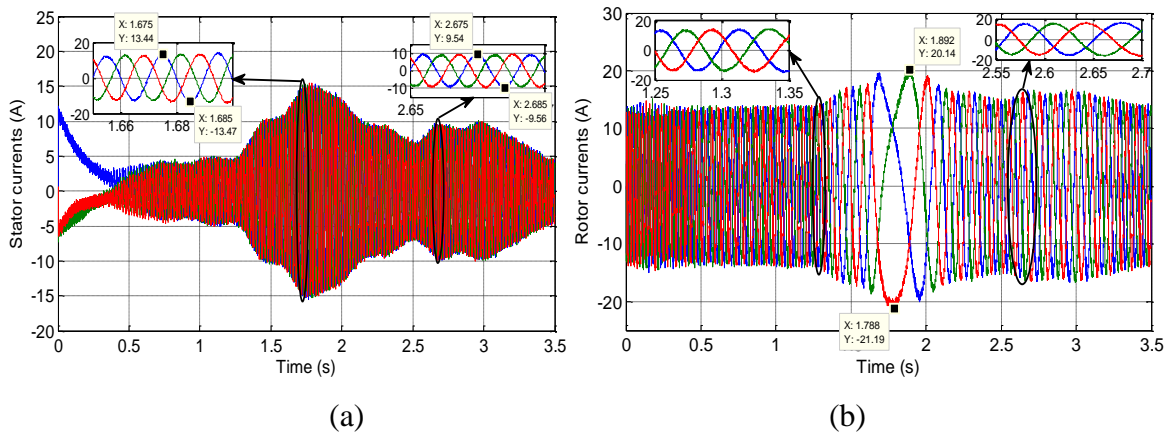 25
20
15
10
5
0
-5
-10
-15
-20
Stator currents (A)
0 0.5 1 1.5 2 2.5 3 3.5
Time (s)
20
0
-20
1.66 1.68
X: 1.675
Y: 13.44
X: 1.685
Y: -13.47
10
0
-10
2.65
X: 2.675
Y: 9.54
X: 2.685
Y: -9.56
(a)
30
20
10
0
-10
-20
Rotor currents (A)
0 0.5 1 1.5 2 2.5 3 3.5
Time (s)
20
0
-20
1.25 1.3 1.35
X: 1.892
Y: 20.14
20
0
-20
2.55 2.6 2.65 2.7
X: 1.788
Y: -21.19
(b)